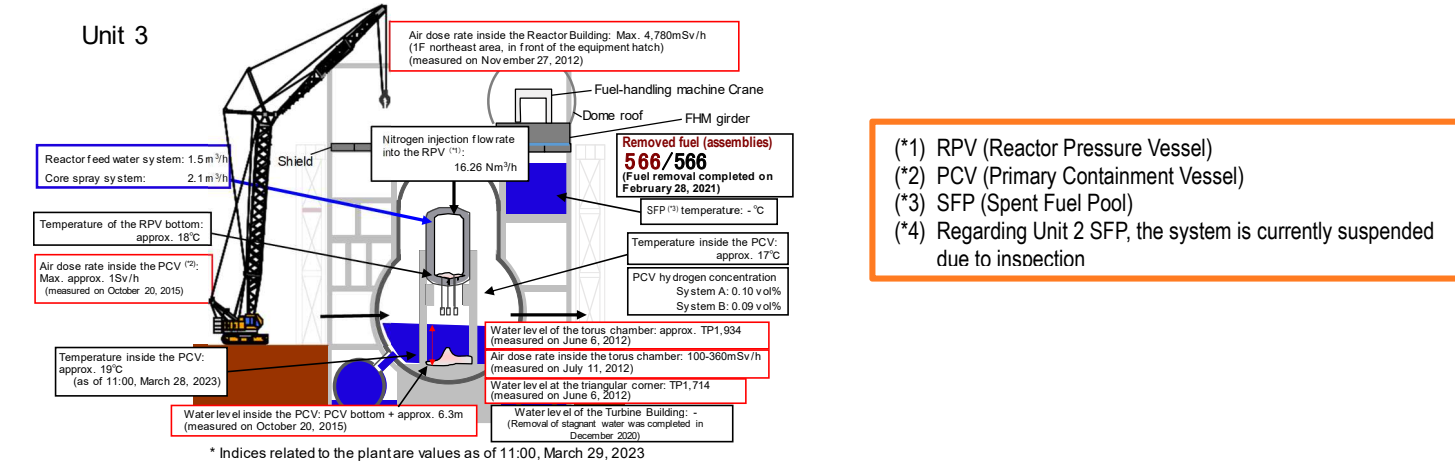 Unit 3
Air dose rate inside the Reactor Building: Max. 4,780mSv/h
(1F northeast area, in front of the equipment hatch)
(measured on November 27, 2012)
Fuel-handling machine Crane
Dome roof
FHM girder
Shield
Nitrogen injection flow rate
into the RPV (*1):
16.26 Nm³/h
Removed fuel (assemblies)
566/566
(Fuel removal completed on
February 28, 2021)
Reactor feed water system: 1.5 m³/h
Core spray system: 2.1 m³/h
SFP (*3) temperature: - °C
Temperature of the RPV bottom:
approx. 18°C
Temperature inside the PCV:
approx. 17°C
Air dose rate inside the PCV (*2):
Max. approx. 1Sv/h
(measured on October 20, 2015)
PCV hydrogen concentration
System A: 0.10 vol%
System B: 0.09 vol%
Water level of the torus chamber: approx. TP1,934
(measured on June 6, 2012)
Air dose rate inside the torus chamber: 100-360mSv/h
(measured on July 11, 2012)
Temperature inside the PCV:
approx. 19°C
(as of 11:00, March 28, 2023)
Water level at the triangular corner: TP1,714
(measured on June 6, 2012)
Water level inside the PCV: PCV bottom + approx. 6.3m
(measured on October 20, 2015)
Water level of the Turbine Building: -
(Removal of stagnant water was completed in
December 2020)
* Indices related to the plant are values as of 11:00, March 29, 2023
(*1) RPV (Reactor Pressure Vessel)
(*2) PCV (Primary Containment Vessel)
(*3) SFP (Spent Fuel Pool)
(*4) Regarding Unit 2 SFP, the system is currently suspended
due to inspection